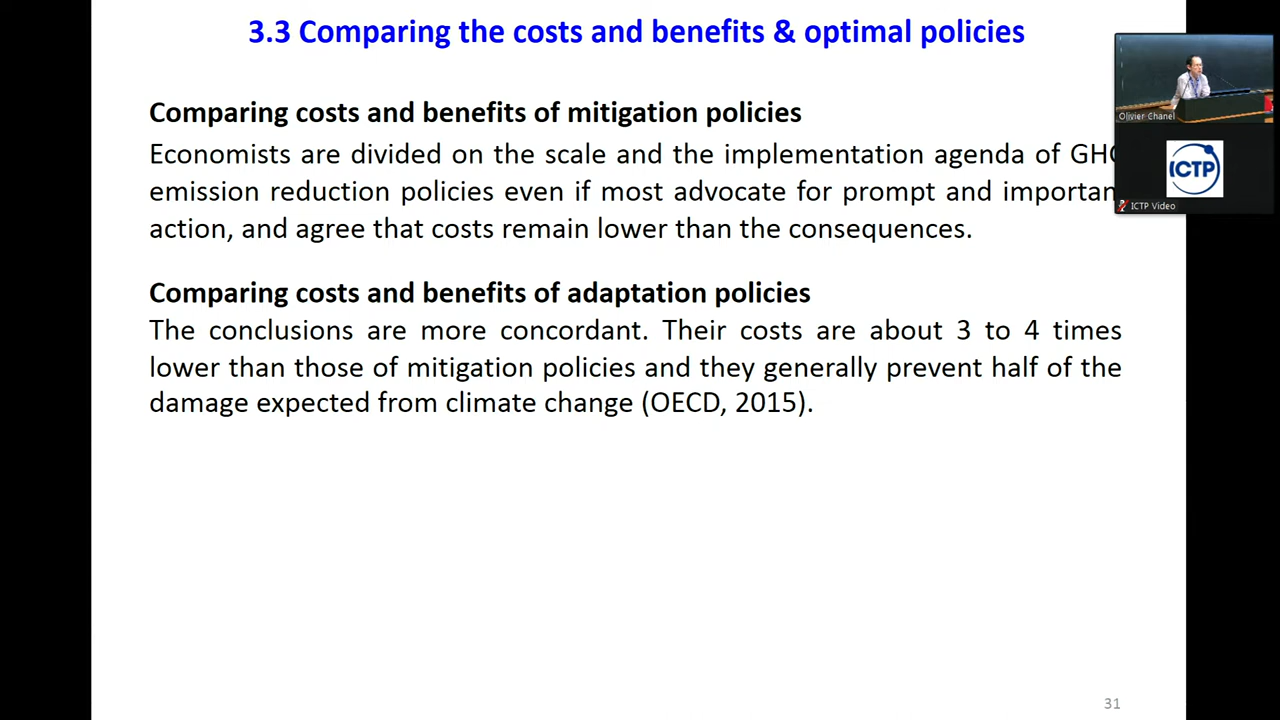 3.3 Comparing the costs and benefits & optimal policies
Comparing costs and benefits of mitigation policies
Economists are divided on the scale and the implementation agenda of
emission reduction policies even if most advocate for prompt and
action, and agree that costs remain lower than the consequences.
Comparing costs and benefits of adaptation policies
The conclusions are more concordant. Their costs are about 3 to 4 times
lower than those of mitigation policies and they generally prevent half of the
damage expected from climate change (OECD, 2015).
31
Olivier Chanel
ICTP
ICTP Video